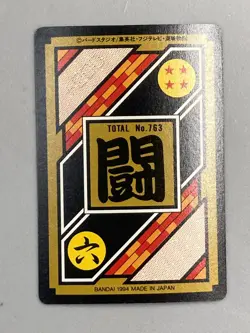 ©バードスタジオ/集英社・フジテレビ・東映動画
TOTAL No.763
闘
六
BANDAI 1994 MADE IN JAPAN